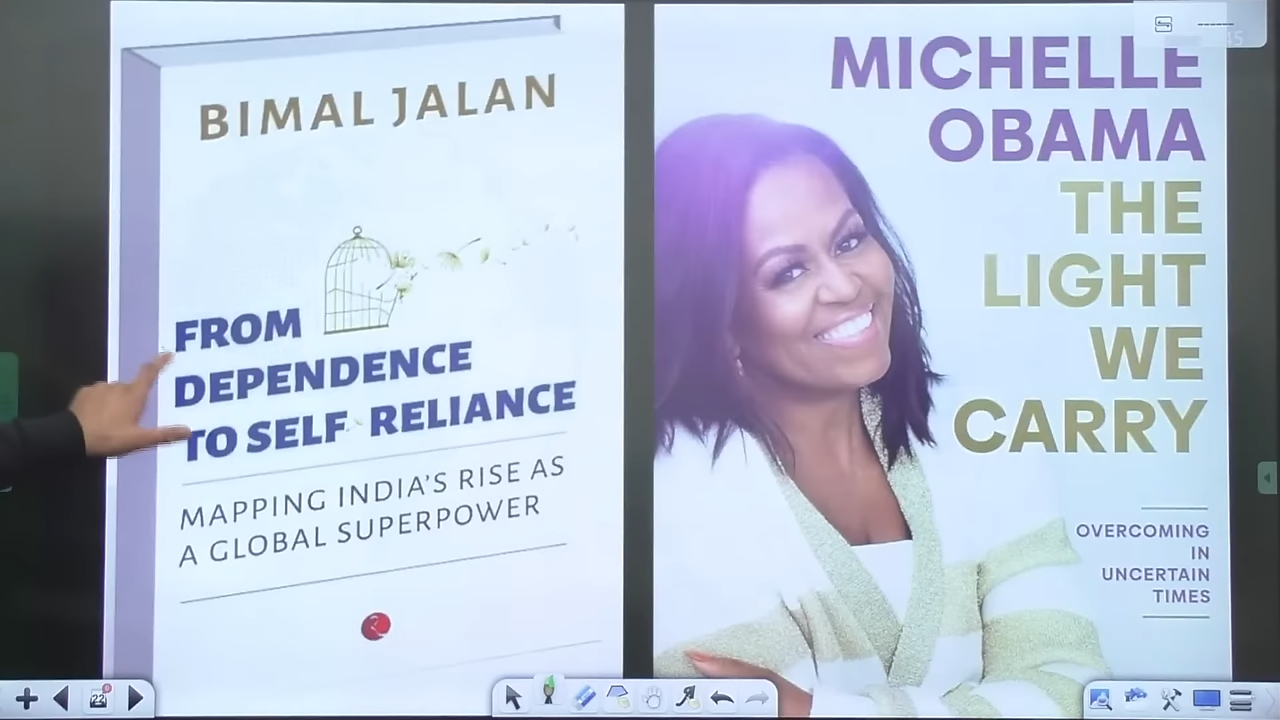 BIMAL JALAN
FROM
DEPENDENCE
TO SELF RELIANCE
MAPPING INDIA'S RISE AS
A GLOBAL SUPERPOWER
MICHELLE
OBAMA
THE
LIGHT
WE
CARRY
OVERCOMING
IN
UNCERTAIN
TIMES
22